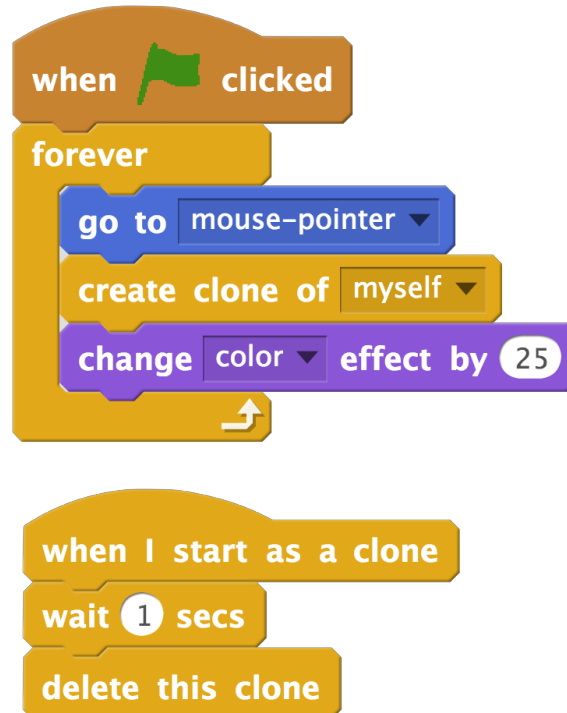 when clicked
forever
go to mouse-pointer
create clone of myself
change color effect by 25
when I start as a clone
wait 1 secs
delete this clone